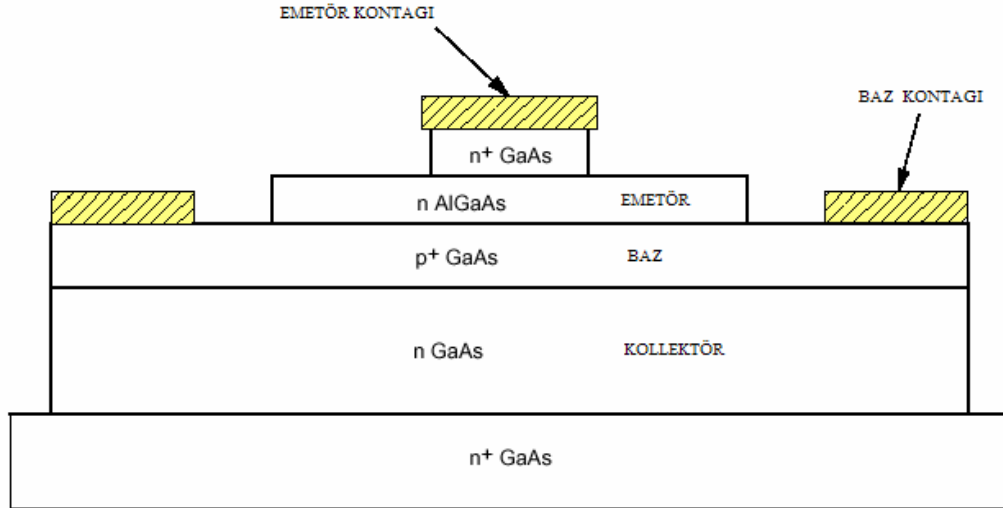 EMETÖR KONTAGI
BAZ KONTAGI
n+ GaAs
n AlGaAs EMETÖR
p+ GaAs BAZ
n GaAs KOLLEKTÖR
n+ GaAs